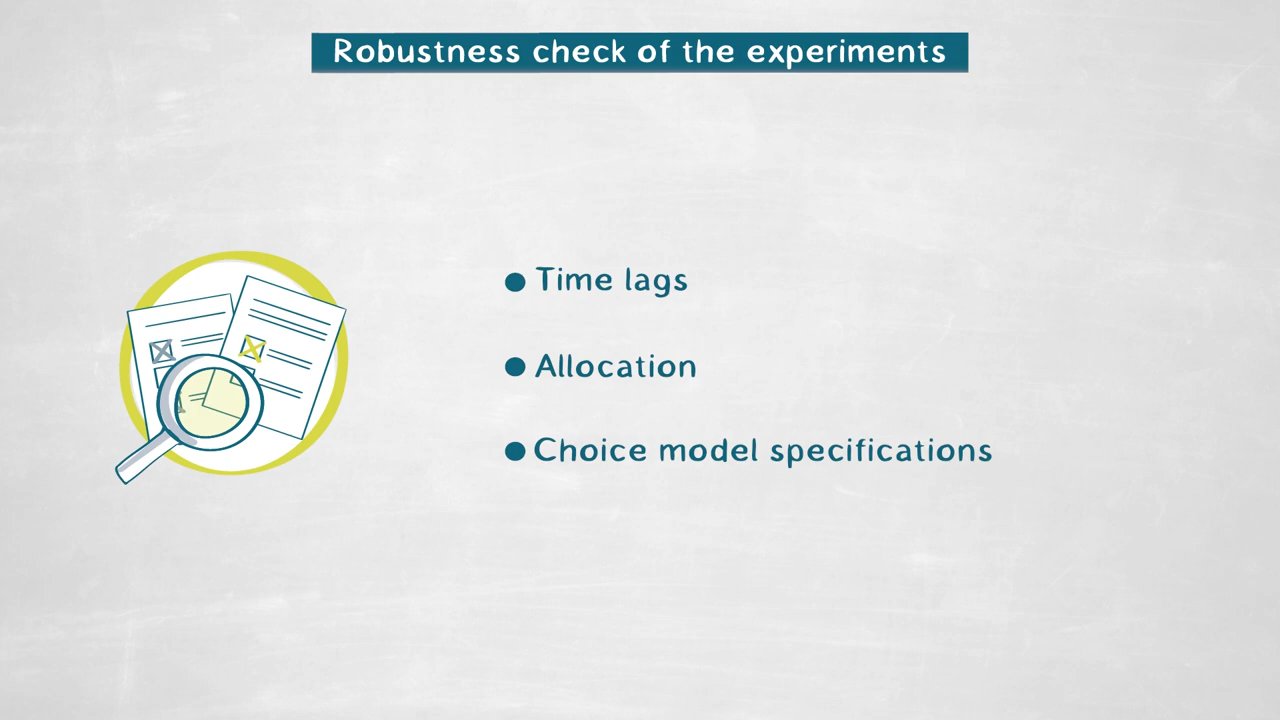 Robustness check of the experiments
● Time lags
● Allocation
● Choice model specifications